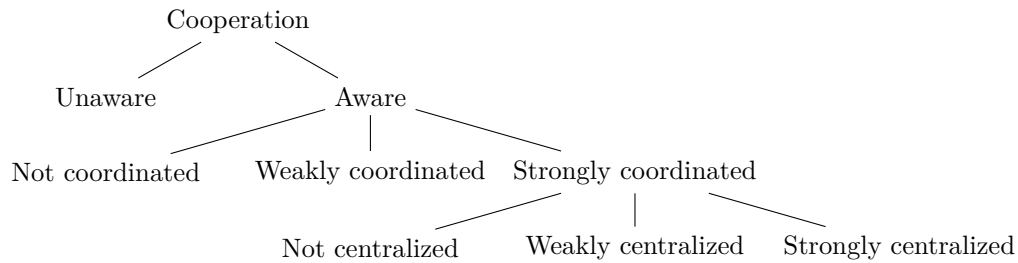 Cooperation
Unaware Aware
Not coordinated Weakly coordinated Strongly coordinated
Not centralized Weakly centralized Strongly centralized